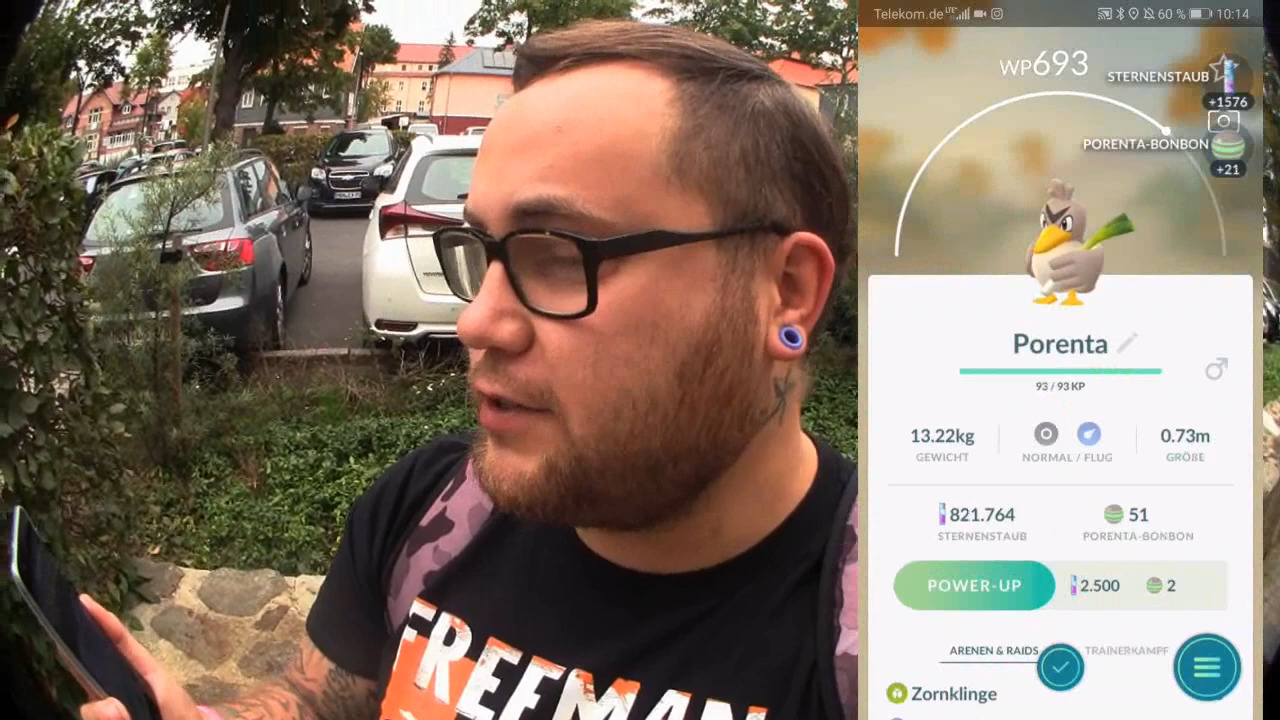 Telekom.de LTE 60 % 10:14
WP693
STERNENSTAUB
+1576
PORENTA-BONBON
+21
Porenta
93 / 93 KP
13.22kg
GEWICHT
NORMAL / FLUG
0.73m
GRÖßE
821.764
STERNENSTAUB
51
PORENTA-BONBON
POWER-UP
2.500
2
ARENEN & RAIDS
TRAINERKAMPF
Zornklinge
FREEMAN